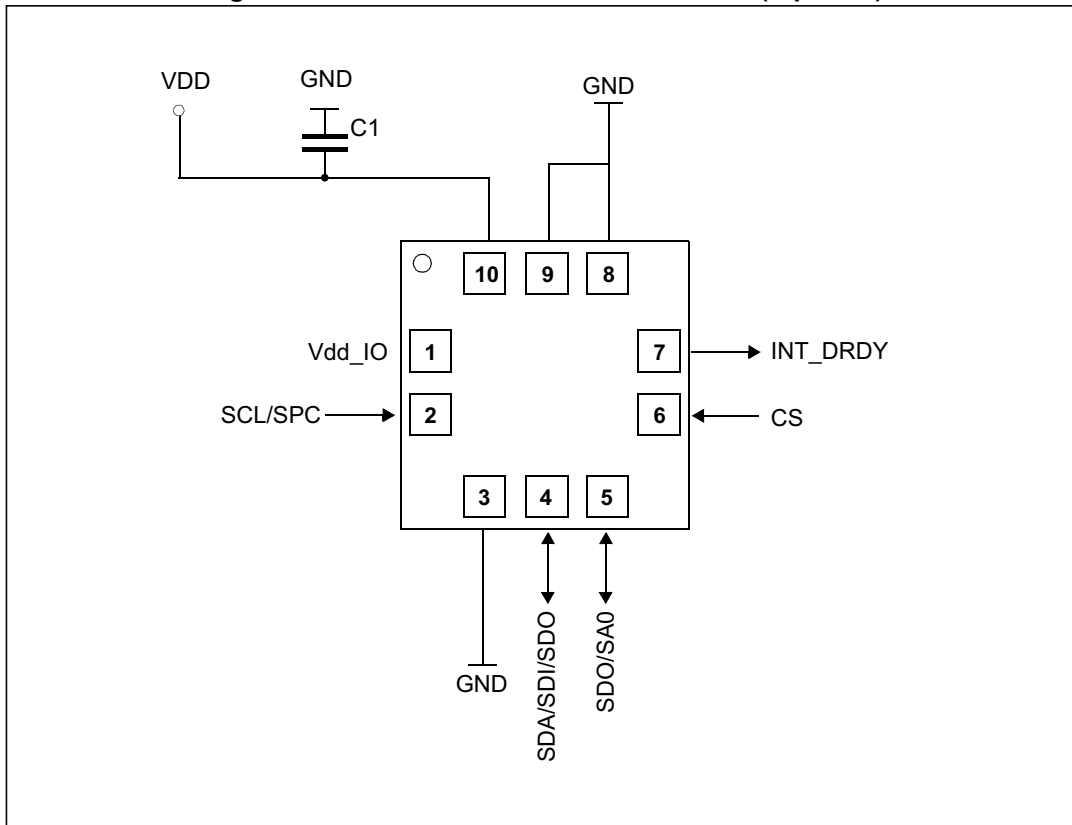 VDD
GND
C1
GND
10 9 8
Vdd_IO 1
7 INT_DRDY
SCL/SPC 2
6 CS
3 4 5
GND
SDA/SDI/SDO
SDO/SA0